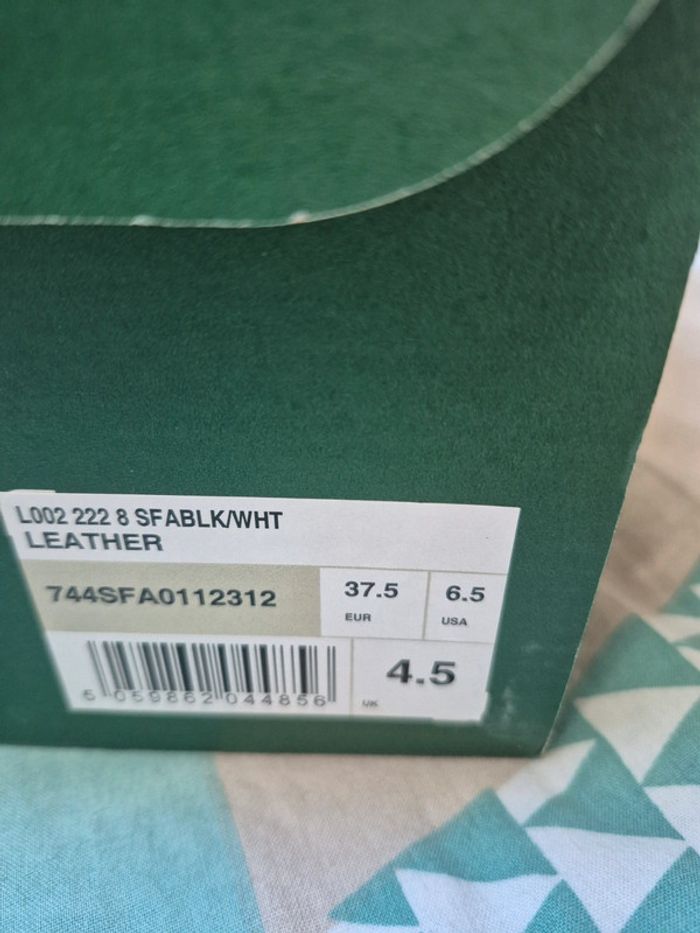 L002 222 8 SFABLK/WHT
LEATHER
744SFA0112312
37.5
EUR
6.5
USA
5 059862 044856
4.5
UK